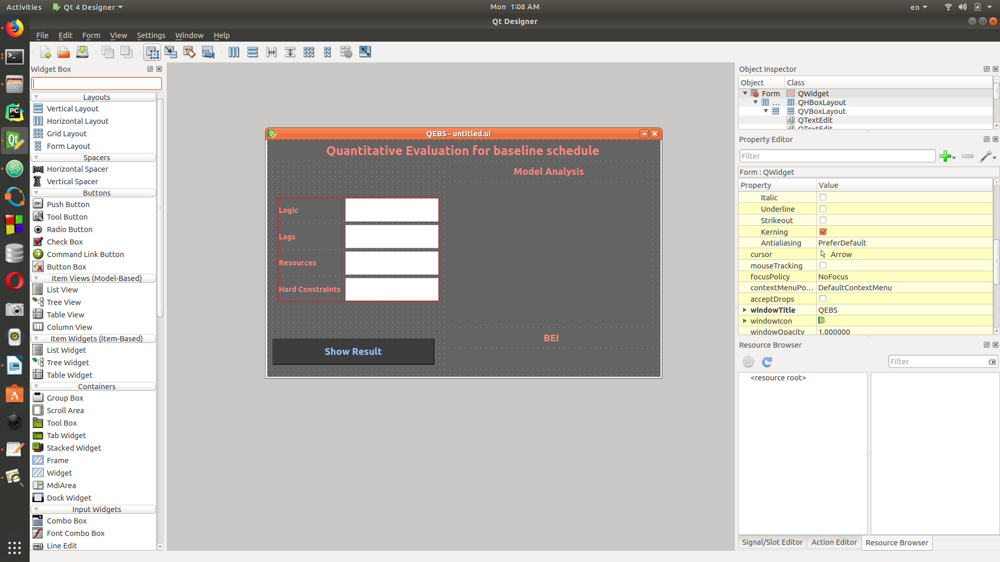 Activities
Qt 4 Designer
Mon 1:08 AM
en
Qt Designer
File Edit Form View Settings Window Help
Widget Box
Layouts
Vertical Layout
Horizontal Layout
Grid Layout
Form Layout
Spacers
Horizontal Spacer
Vertical Spacer
Buttons
Push Button
Tool Button
Radio Button
Check Box
Command Link Button
Button Box
Item Views (Model-Based)
List View
Tree View
Table View
Column View
Item Widgets (Item-Based)
List Widget
Tree Widget
Table Widget
Containers
Group Box
Scroll Area
Tool Box
Tab Widget
Stacked Widget
Frame
Widget
MdiArea
Dock Widget
Input Widgets
Combo Box
Font Combo Box
Line Edit
QEBS - untitled.ui
Quantitative Evaluation for baseline schedule
Model Analysis
Logic
Lags
Resources
Hard Constraints
BEI
Show Result
Object Inspector
Object Class
Form QWidget
... QHBoxLayout
QVBoxLayout
QTextEdit
QTextEdit
Property Editor
Filter
Form : QWidget
Property Value
Italic
Underline
Strikeout
Kerning
Antialiasing PreferDefault
cursor Arrow
mouseTracking
focusPolicy NoFocus
contextMenuPo... DefaultContextMenu
acceptDrops
windowTitle QEBS
windowIcon
windowOpacity 1.000000
Resource Browser
Filter
<resource root>
Signal/Slot Editor Action Editor Resource Browser